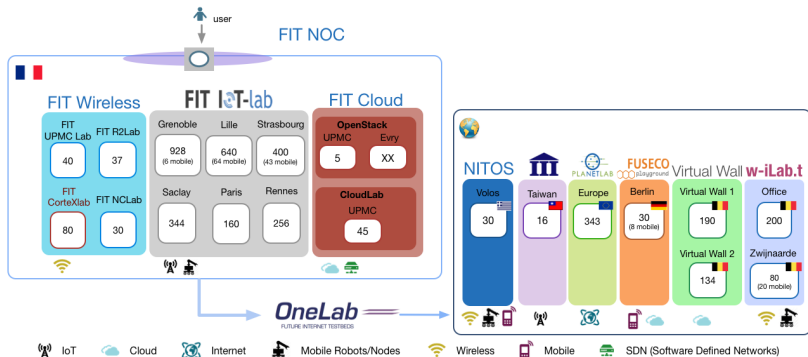 user
FIT NOC
FIT Wireless
FIT IoT-lab
FIT Cloud
FIT
UPMC Lab
FIT R2Lab
40
37
FIT
CorteXlab
FIT NCLab
80
30
Grenoble
Lille
Strasbourg
928
(6 mobile)
640
(64 mobile)
400
(43 mobile)
Saclay
Paris
Rennes
344
160
256
OpenStack
UPMC
Evry
5
XX
CloudLab
UPMC
45
NITOS
PLANETLAB
FUSECO
playground
Virtual Wall
w-iLab.t
Volos
Taiwan
Europe
Berlin
Virtual Wall 1
Office
30
16
343
30
(8 mobile)
190
200
Virtual Wall 2
Zwijnaarde
134
80
(20 mobile)
OneLab
FUTURE INTERNET TESTBEDS
IoT
Cloud
Internet
Mobile Robots/Nodes
Wireless
Mobile
SDN (Software Defined Networks)